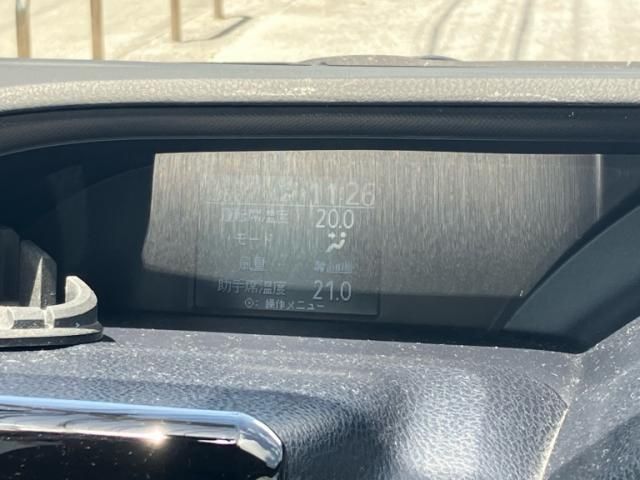 11:26
運転席温度 20.0
モード
風量
助手席温度 21.0
⊙: 操作メニュー